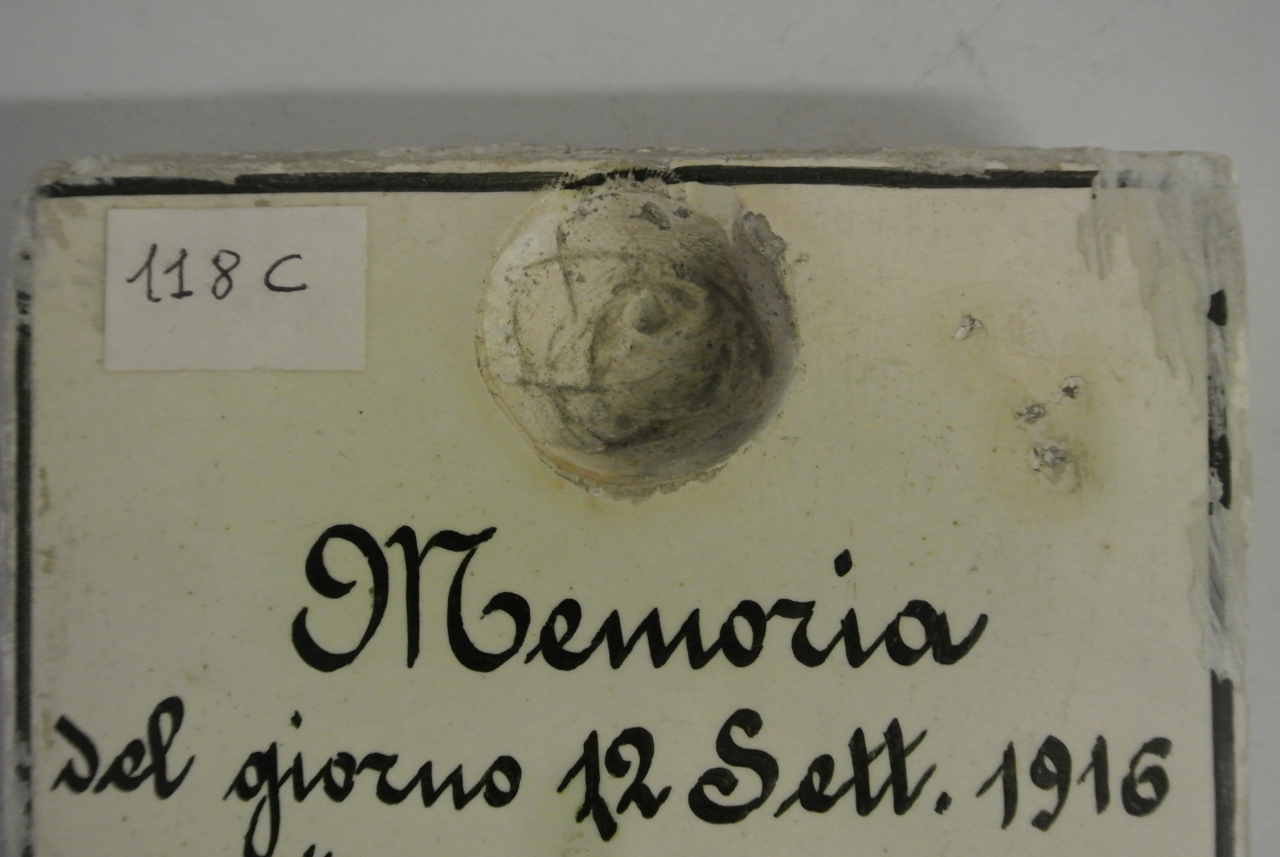 118 C
Memoria
del giorno 12 Sett. 1916